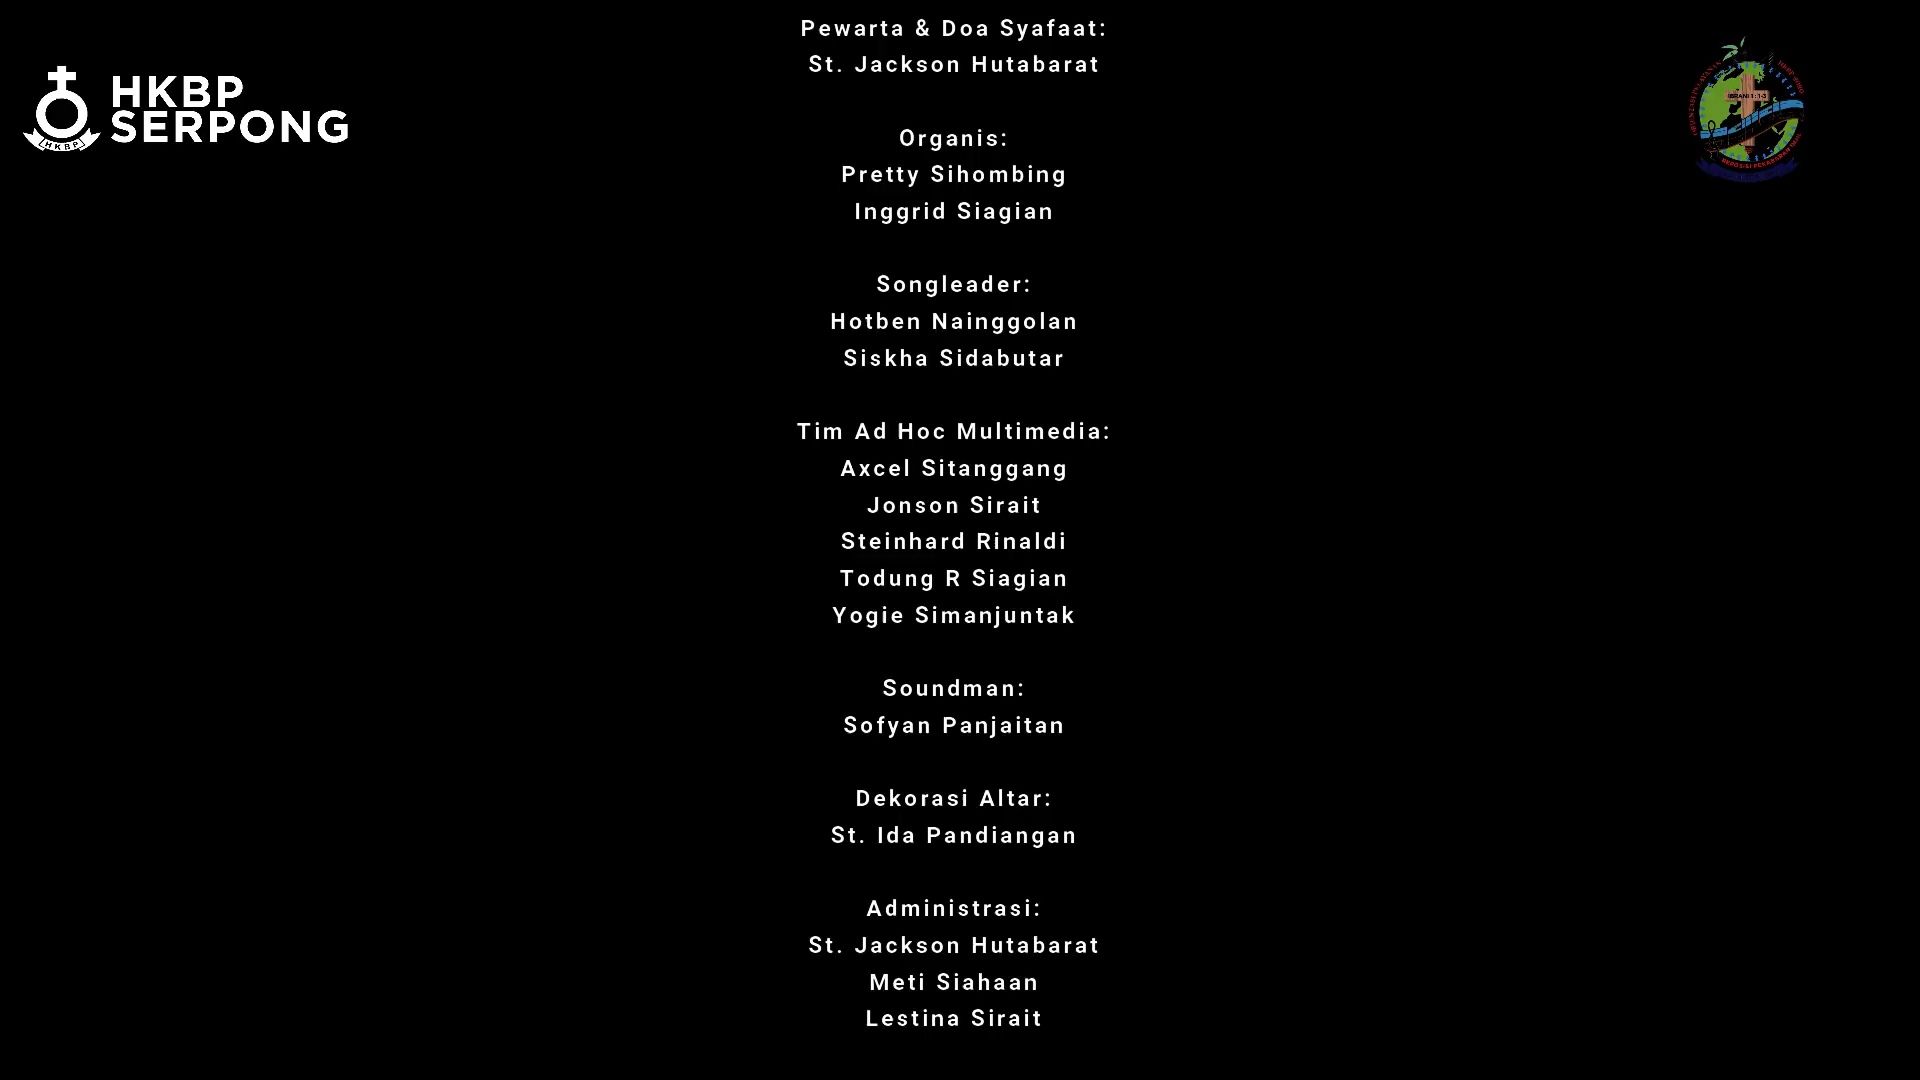 HKBP
SERPONG
HKBP
Pewarta & Doa Syafaat:
St. Jackson Hutabarat
Organis:
Pretty Sihombing
Inggrid Siagian
Songleader:
Hotben Nainggolan
Siskha Sidabutar
Tim Ad Hoc Multimedia:
Axcel Sitanggang
Jonson Sirait
Steinhard Rinaldi
Todung R Siagian
Yogie Simanjuntak
Soundman:
Sofyan Panjaitan
Dekorasi Altar:
St. Ida Pandiangan
Administrasi:
St. Jackson Hutabarat
Meti Siahaan
Lestina Sirait